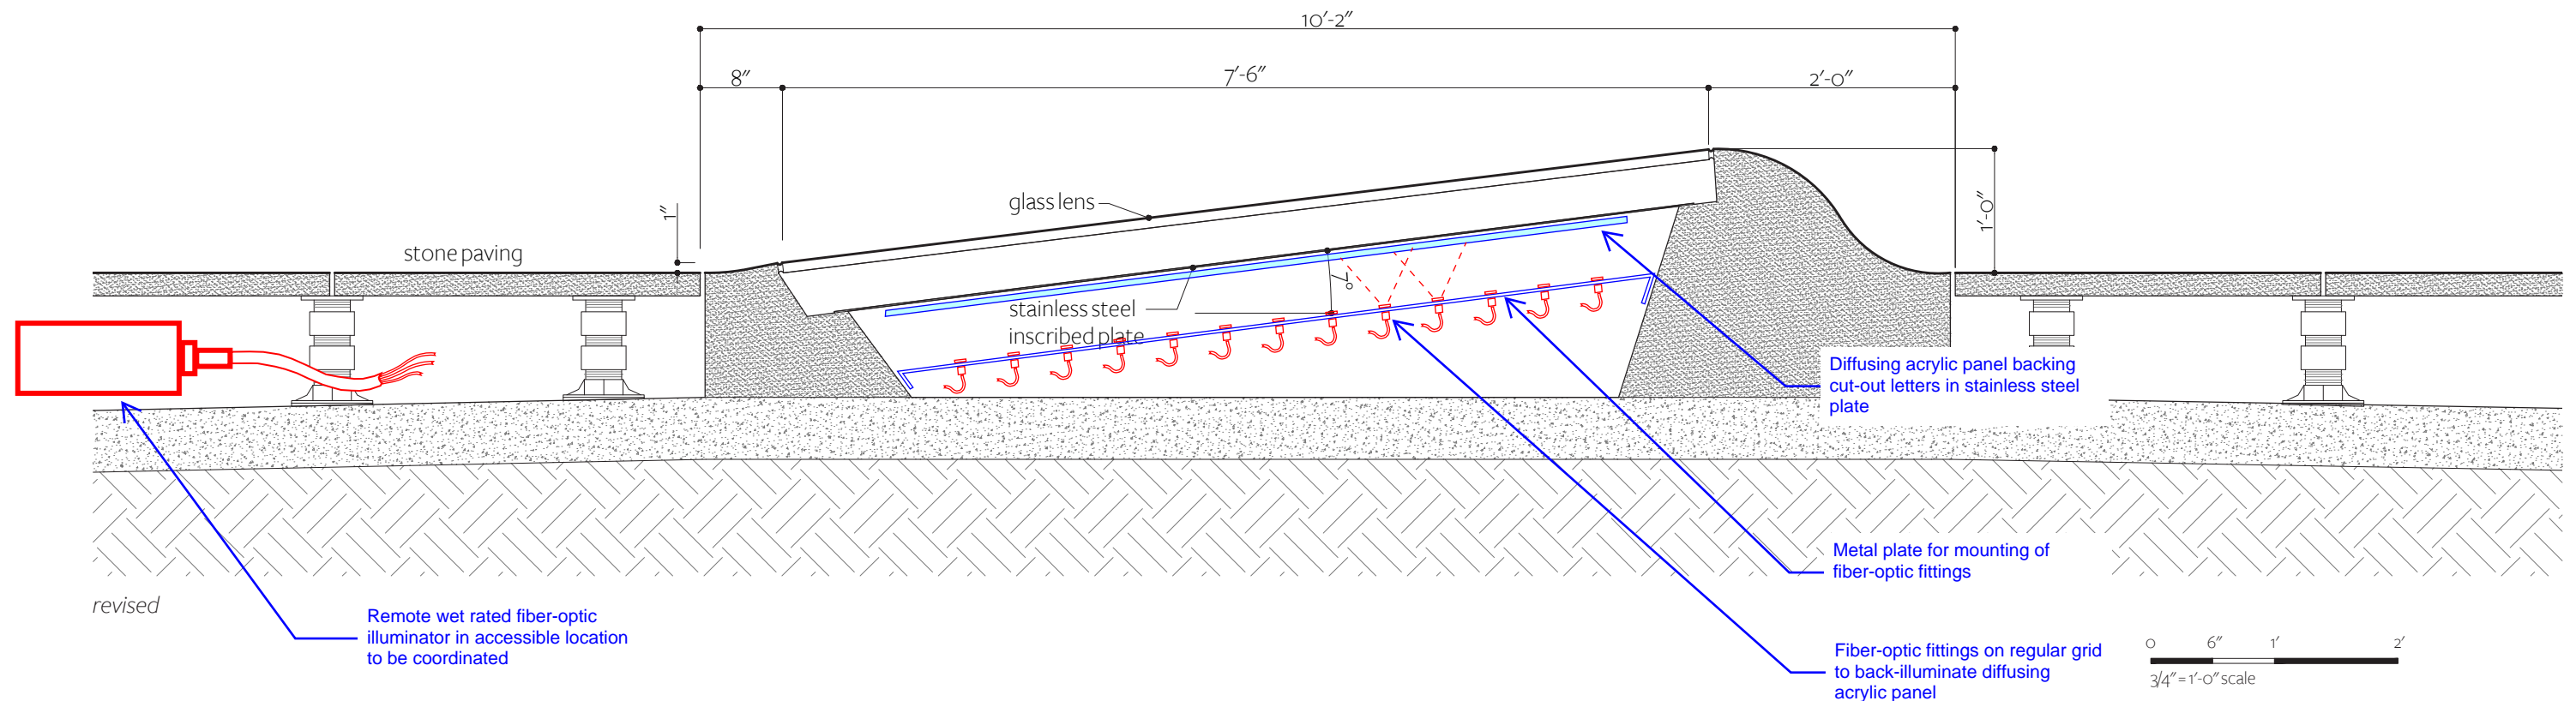 10′-2″
8″
7′-6″
2′-0″
1″
glass lens
1′-0″
stone paving
7°
stainless steel
inscribed plate
Diffusing acrylic panel backing
cut-out letters in stainless steel
plate
Metal plate for mounting of
fiber-optic fittings
revised
Remote wet rated fiber-optic
illuminator in accessible location
to be coordinated
Fiber-optic fittings on regular grid
to back-illuminate diffusing
acrylic panel
0 6″ 1′ 2′
3/4″ = 1′-0″ scale